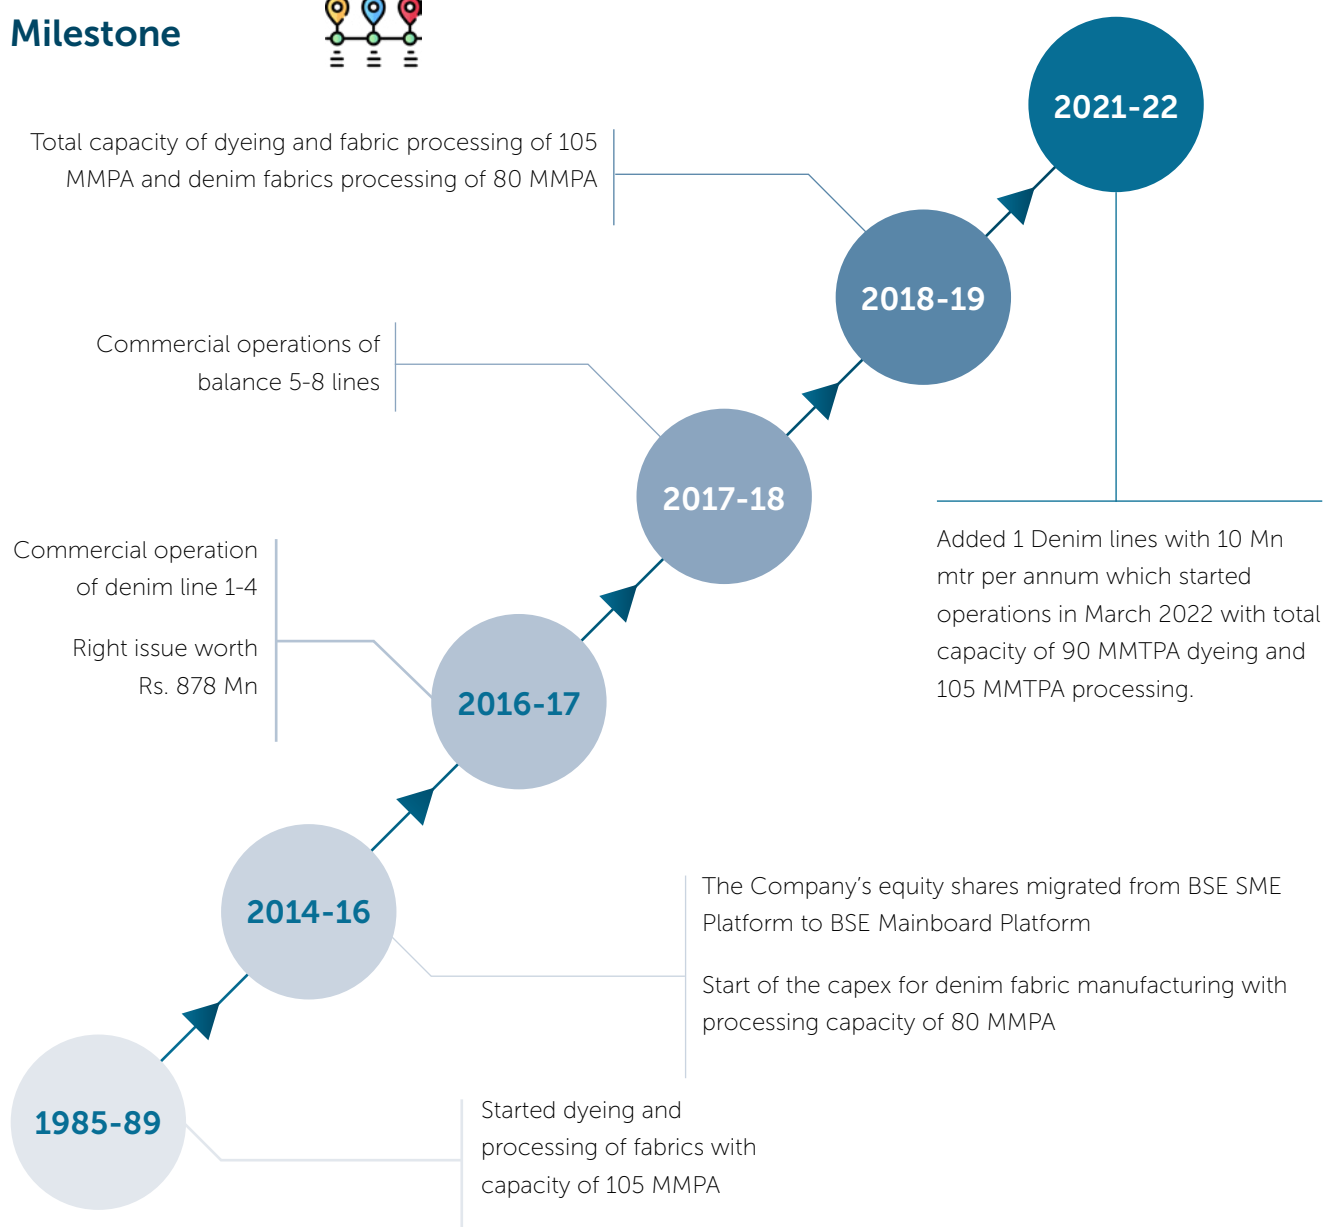 Milestone
2021-22
Total capacity of dyeing and fabric processing of 105
MMPA and denim fabrics processing of 80 MMPA
2018-19
Commercial operations of
balance 5-8 lines
2017-18
Added 1 Denim lines with 10 Mn
mtr per annum which started
operations in March 2022 with total
capacity of 90 MMTPA dyeing and
105 MMTPA processing.
Commercial operation
of denim line 1-4
Right issue worth
Rs. 878 Mn
2016-17
2014-16
The Company’s equity shares migrated from BSE SME
Platform to BSE Mainboard Platform
Start of the capex for denim fabric manufacturing with
processing capacity of 80 MMPA
1985-89
Started dyeing and
processing of fabrics with
capacity of 105 MMPA